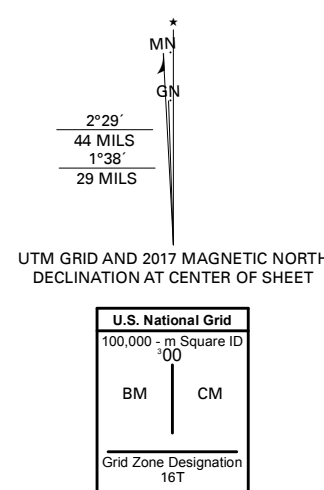 ★
MN
GN
2°29´
44 MILS
1°38´
29 MILS
UTM GRID AND 2017 MAGNETIC NORTH
DECLINATION AT CENTER OF SHEET
U.S. National Grid
100,000 - m Square ID
³00
BM CM
Grid Zone Designation
16T